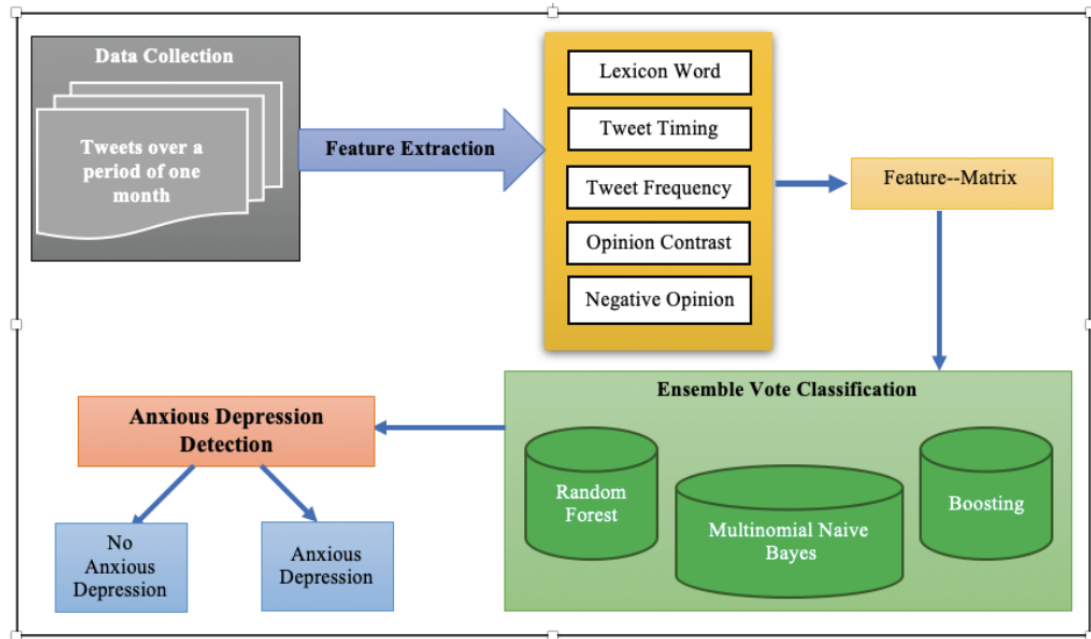 Data Collection
Tweets over a
period of one
month
Feature Extraction
Lexicon Word
Tweet Timing
Tweet Frequency
Opinion Contrast
Negative Opinion
Feature--Matrix
Ensemble Vote Classification
Random
Forest
Multinomial Naive
Bayes
Boosting
Anxious Depression
Detection
No
Anxious
Depression
Anxious
Depression